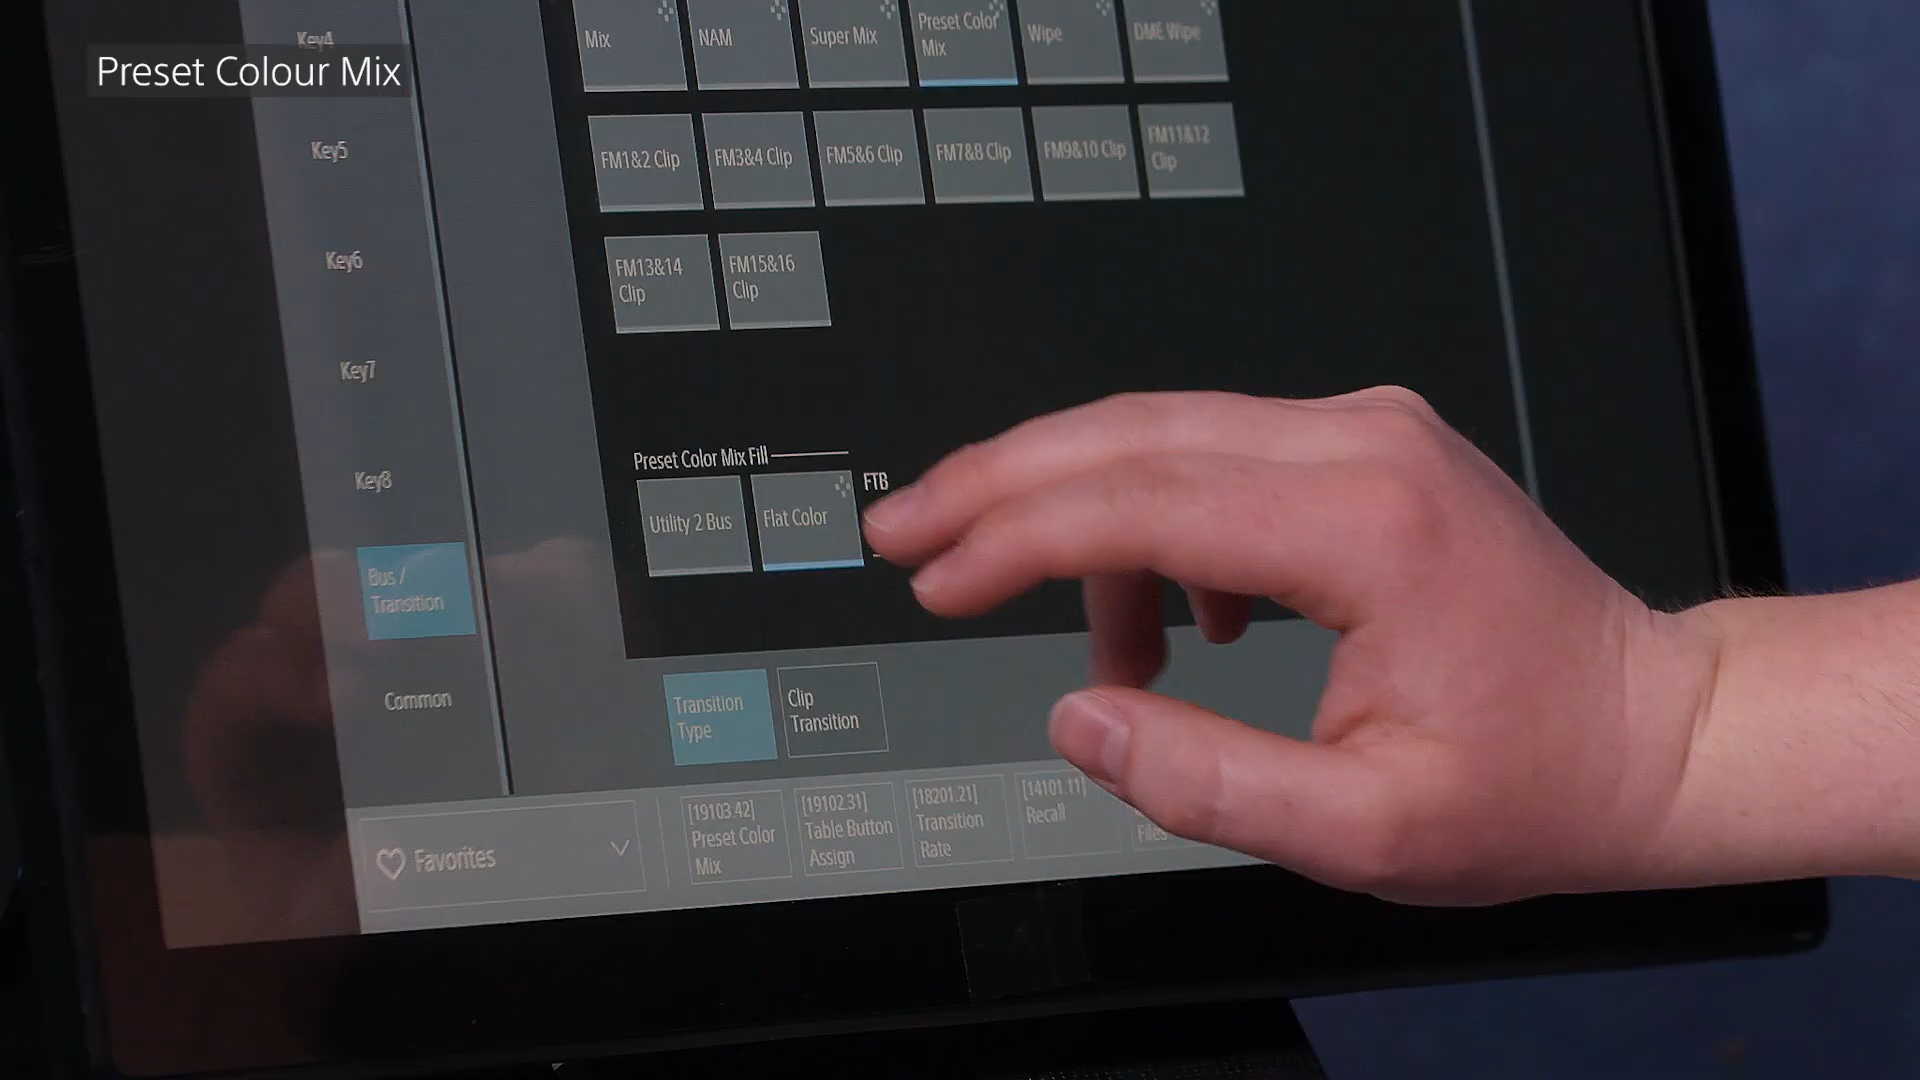 Preset Colour Mix
Key4
Key5
Key6
Key7
Key8
Bus /
Transition
Common
Mix
NAM
Super Mix
Preset Color
Mix
Wipe
DME Wipe
FM1&2 Clip
FM3&4 Clip
FM5&6 Clip
FM7&8 Clip
FM9&10 Clip
FM11&12
Clip
FM13&14
Clip
FM15&16
Clip
Preset Color Mix Fill
Utility 2 Bus
Flat Color
FTB
Transition
Type
Clip
Transition
Favorites
[19103.42]
Preset Color
Mix
[19102.31]
Table Button
Assign
[18201.21]
Transition
Rate
[14101.11]
Recall